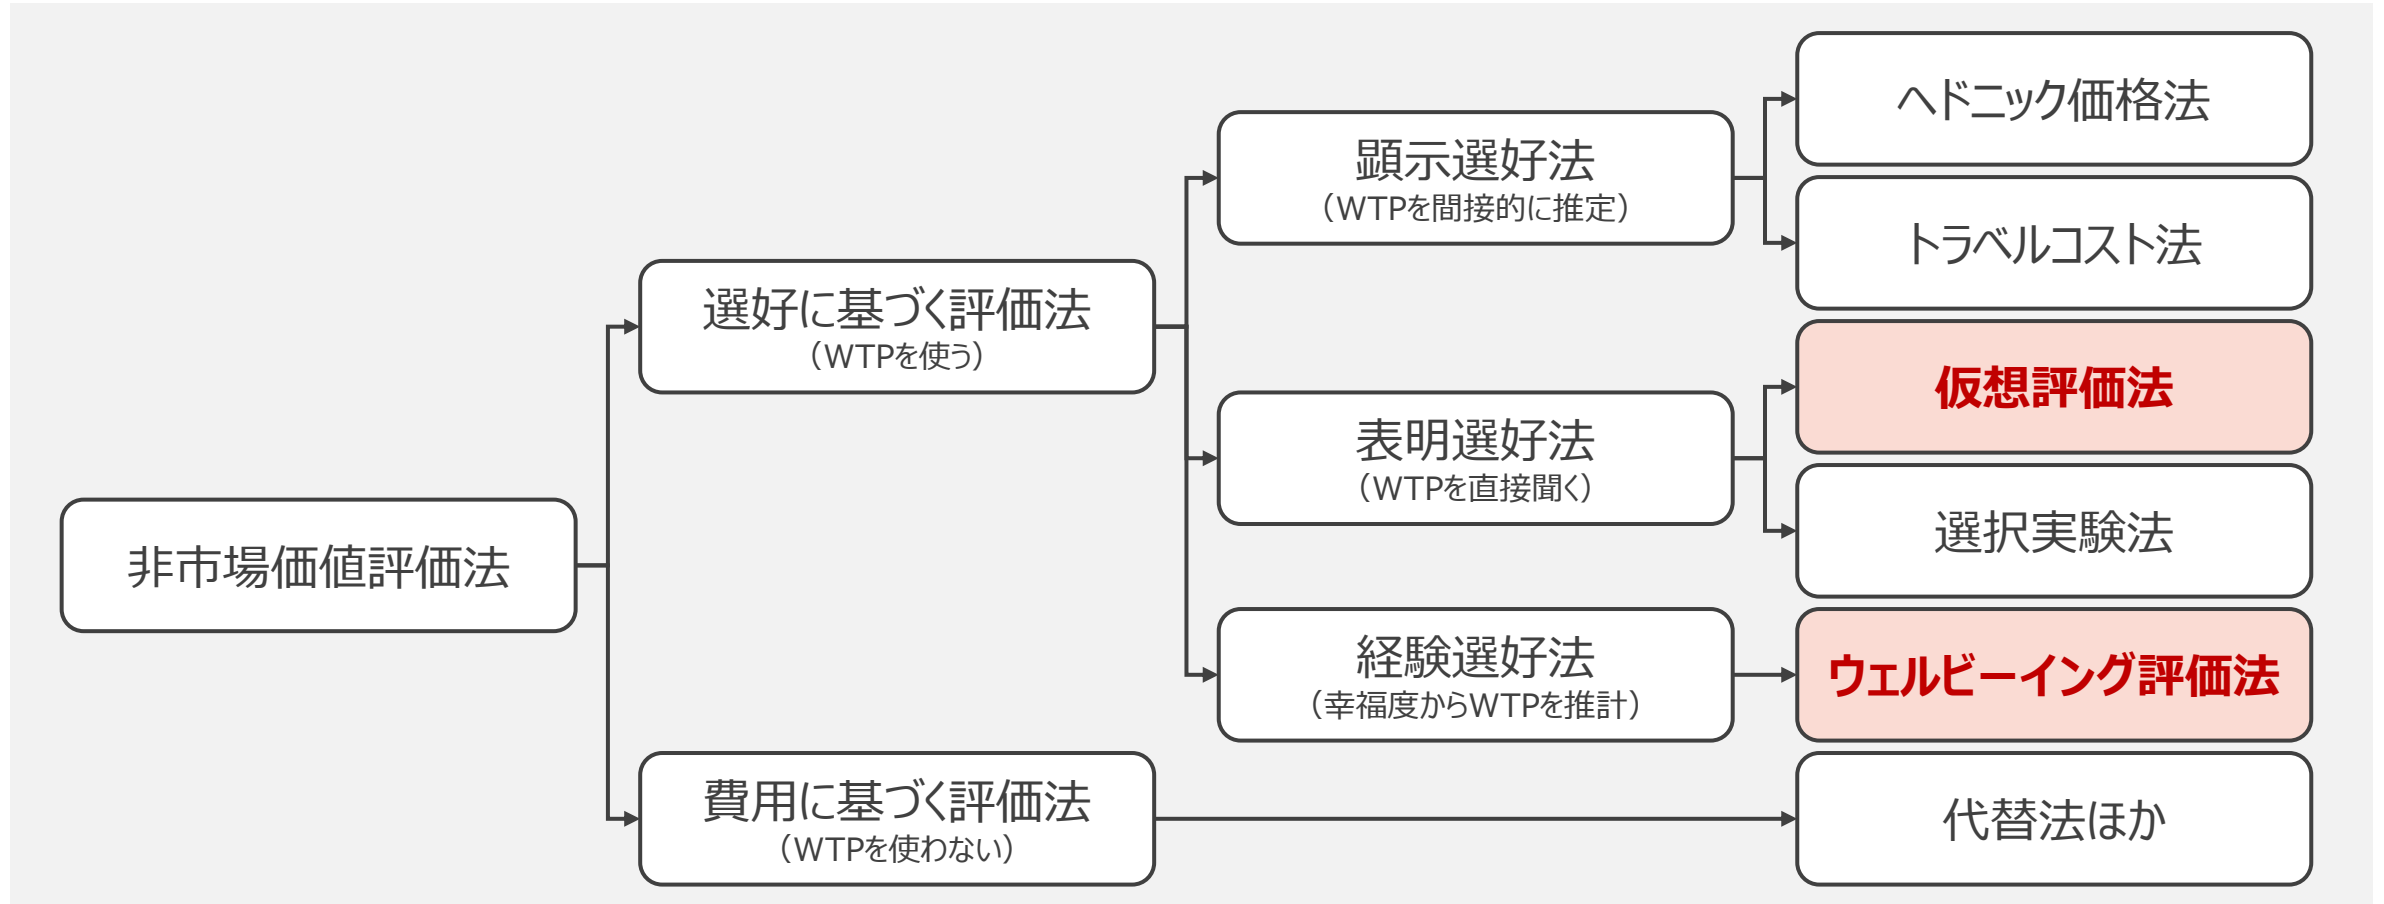 非市場価値評価法
選好に基づく評価法
（WTPを使う）
費用に基づく評価法
（WTPを使わない）
顕示選好法
（WTPを間接的に推定）
表明選好法
（WTPを直接聞く）
経験選好法
（幸福度からWTPを推計）
ヘドニック価格法
トラベルコスト法
仮想評価法
選択実験法
ウェルビーイング評価法
代替法ほか